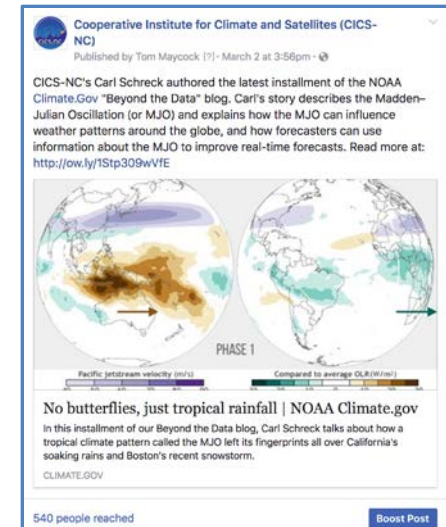 Cooperative Institute for Climate and Satellites (CICS-
NC)
Published by Tom Maycock [?] · March 2 at 3:56pm ·
CICS-NC's Carl Schreck authored the latest installment of the NOAA
Climate.Gov "Beyond the Data" blog. Carl's story describes the Madden–
Julian Oscillation (or MJO) and explains how the MJO can influence
weather patterns around the globe, and how forecasters can use
information about the MJO to improve real-time forecasts. Read more at:
http://ow.ly/1Stp309wVfE
PHASE 1
Pacific jetstream velocity (m/s)
Compared to average OLR(W/m²)
No butterflies, just tropical rainfall | NOAA Climate.gov
In this installment of our Beyond the Data blog, Carl Schreck talks about how a
tropical climate pattern called the MJO left its fingerprints all over California's
soaking rains and Boston's recent snowstorm.
CLIMATE.GOV
540 people reached
Boost Post